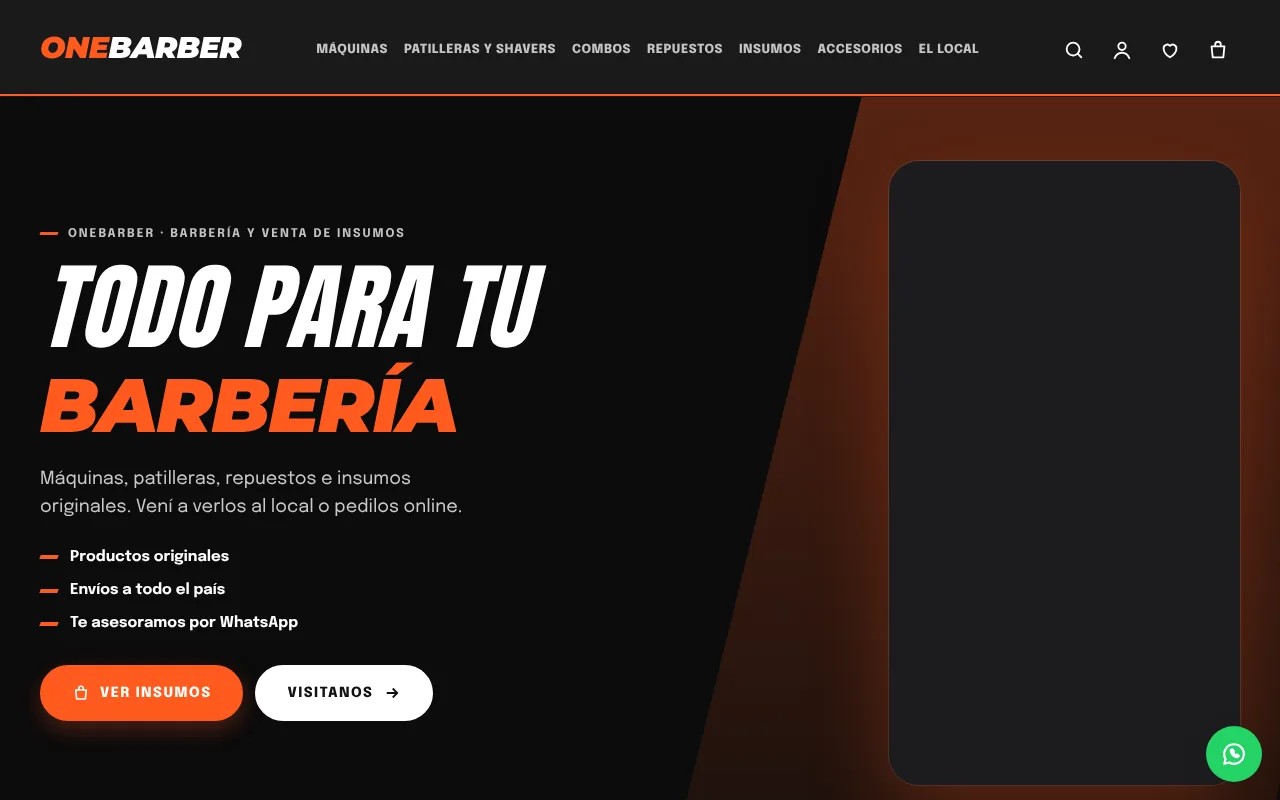 ONEBARBER
MÁQUINAS PATILLERAS Y SHAVERS COMBOS REPUESTOS INSUMOS ACCESORIOS EL LOCAL
ONEBARBER · BARBERÍA Y VENTA DE INSUMOS
TODO PARA TU
BARBERÍA
Máquinas, patilleras, repuestos e insumos
originales. Vení a verlos al local o pedilos online.
Productos originales
Envíos a todo el país
Te asesoramos por WhatsApp
VER INSUMOS VISITANOS